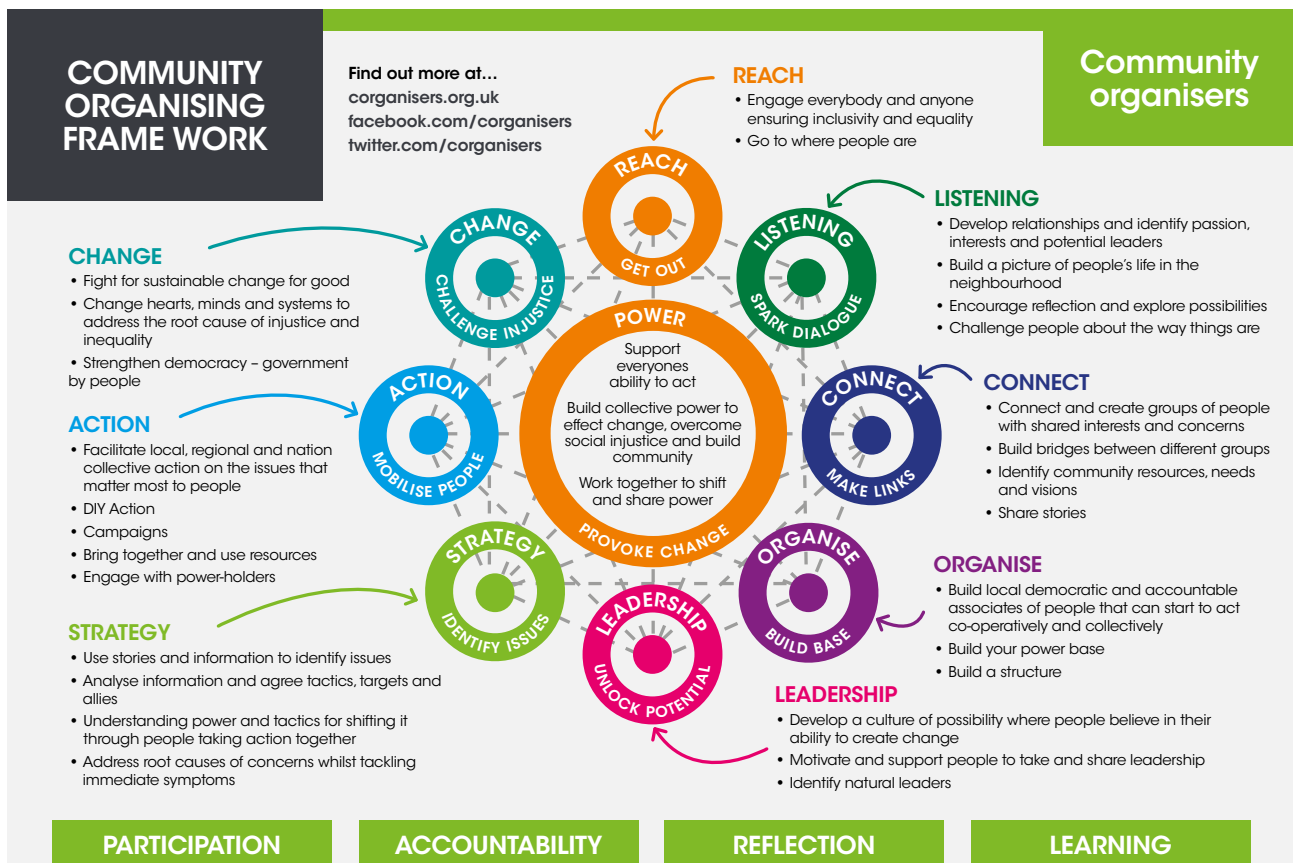 COMMUNITY
ORGANISING
FRAME WORK
Find out more at...
corganisers.org.uk
facebook.com/corganisers
twitter.com/corganisers
Community
organisers
REACH
• Engage everybody and anyone
ensuring inclusivity and equality
• Go to where people are
LISTENING
• Develop relationships and identify passion,
interests and potential leaders
• Build a picture of people's life in the
neighbourhood
• Encourage reflection and explore possibilities
• Challenge people about the way things are
CONNECT
• Connect and create groups of people
with shared interests and concerns
• Build bridges between different groups
• Identify community resources, needs
and visions
• Share stories
ORGANISE
• Build local democratic and accountable
associates of people that can start to act
co-operatively and collectively
• Build your power base
• Build a structure
LEADERSHIP
• Develop a culture of possibility where people believe in their
ability to create change
• Motivate and support people to take and share leadership
• Identify natural leaders
CHANGE
• Fight for sustainable change for good
• Change hearts, minds and systems to
address the root cause of injustice and
inequality
• Strengthen democracy – government
by people
ACTION
• Facilitate local, regional and nation
collective action on the issues that
matter most to people
• DIY Action
• Campaigns
• Bring together and use resources
• Engage with power-holders
STRATEGY
• Use stories and information to identify issues
• Analyse information and agree tactics, targets and
allies
• Understanding power and tactics for shifting it
through people taking action together
• Address root causes of concerns whilst tackling
immediate symptoms
REACH
GET OUT
LISTENING
SPARK DIALOGUE
CONNECT
MAKE LINKS
ORGANISE
BUILD BASE
LEADERSHIP
UNLOCK POTENTIAL
STRATEGY
IDENTIFY ISSUES
ACTION
MOBILISE PEOPLE
CHANGE
CHALLENGE INJUSTICE
POWER
Support
everyones
ability to act
Build collective power to
effect change, overcome
social injustice and build
community
Work together to shift
and share power
PROVOKE CHANGE
PARTICIPATION
ACCOUNTABILITY
REFLECTION
LEARNING